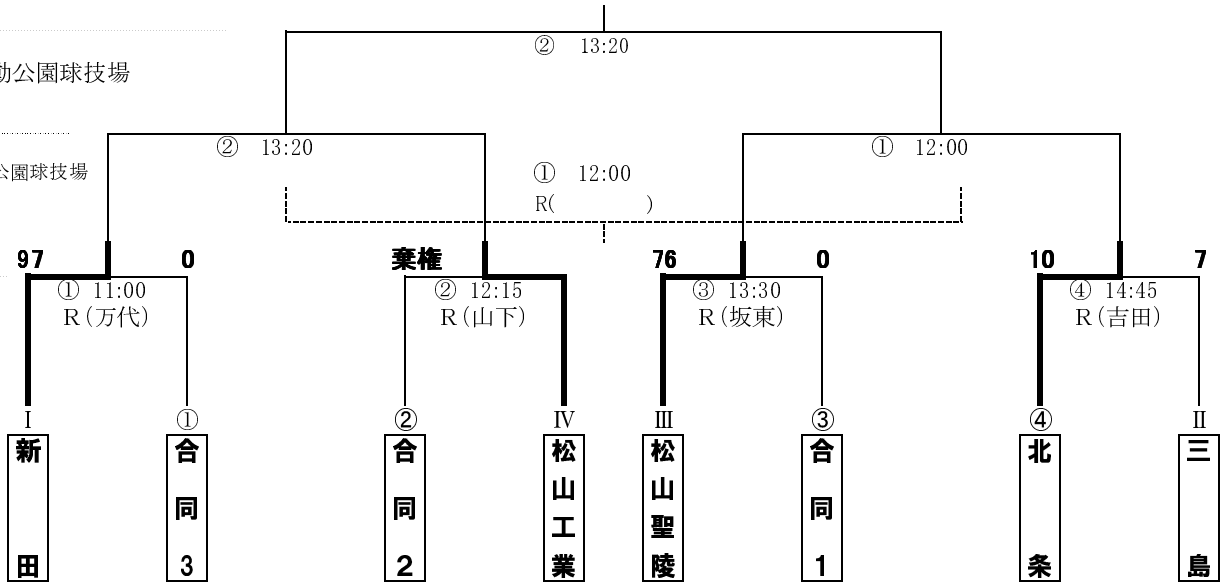 ② 13:20
動公園球技場
② 13:20
① 12:00
公園球技場
① 12:00
R( )
97 0 棄権 76 0 10 7
① 11:00 ② 12:15 ③ 13:30 ④ 14:45
R(万代) R(山下) R(坂東) R(吉田)
Ⅰ ① ② Ⅳ Ⅲ ③ ④ Ⅱ
新田
合同3
合同2
松山工業
松山聖陵
合同1
北条
三島